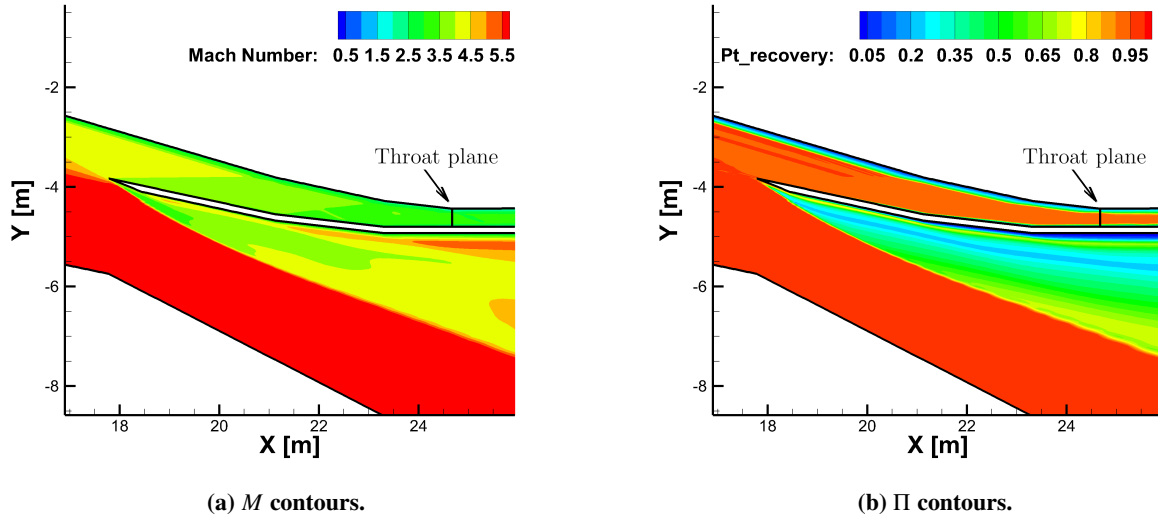 Mach Number: 0.5 1.5 2.5 3.5 4.5 5.5
-2
-4
-6
-8
Y [m]
Throat plane
18 20 22 24
X [m]
(a) M contours.
Pt_recovery: 0.05 0.2 0.35 0.5 0.65 0.8 0.95
-2
-4
-6
-8
Y [m]
Throat plane
18 20 22 24
X [m]
(b) Π contours.